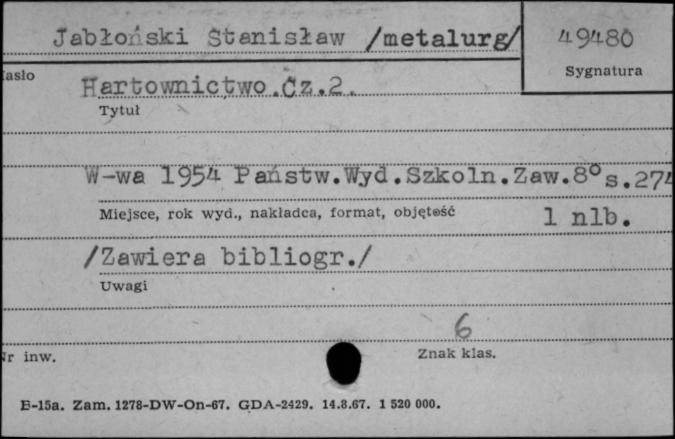 Jabłoński Stanisław /metalurg/
49480
Sygnatura
Hasło
Hartownictwo.Cz.2.
Tytuł
W-wa 1954 Państw.Wyd.Szkoln.Zaw.8° s.274
Miejsce, rok wyd., nakładca, format, objętość
1 nlb.
/Zawiera bibliogr./
Uwagi
6
Nr inw.
Znak klas.
E-15a. Zam. 1278-DW-On-67. GDA-2429. 14.8.67. 1 520 000.